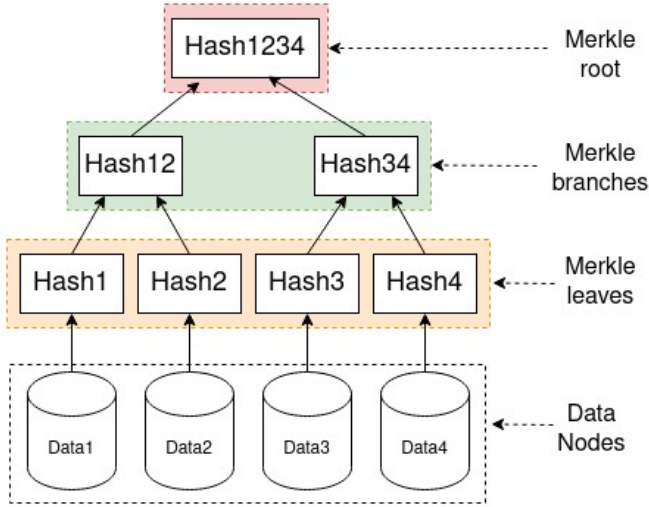 Hash1234
Merkle
root
Hash12
Hash34
Merkle
branches
Hash1
Hash2
Hash3
Hash4
Merkle
leaves
Data1
Data2
Data3
Data4
Data
Nodes